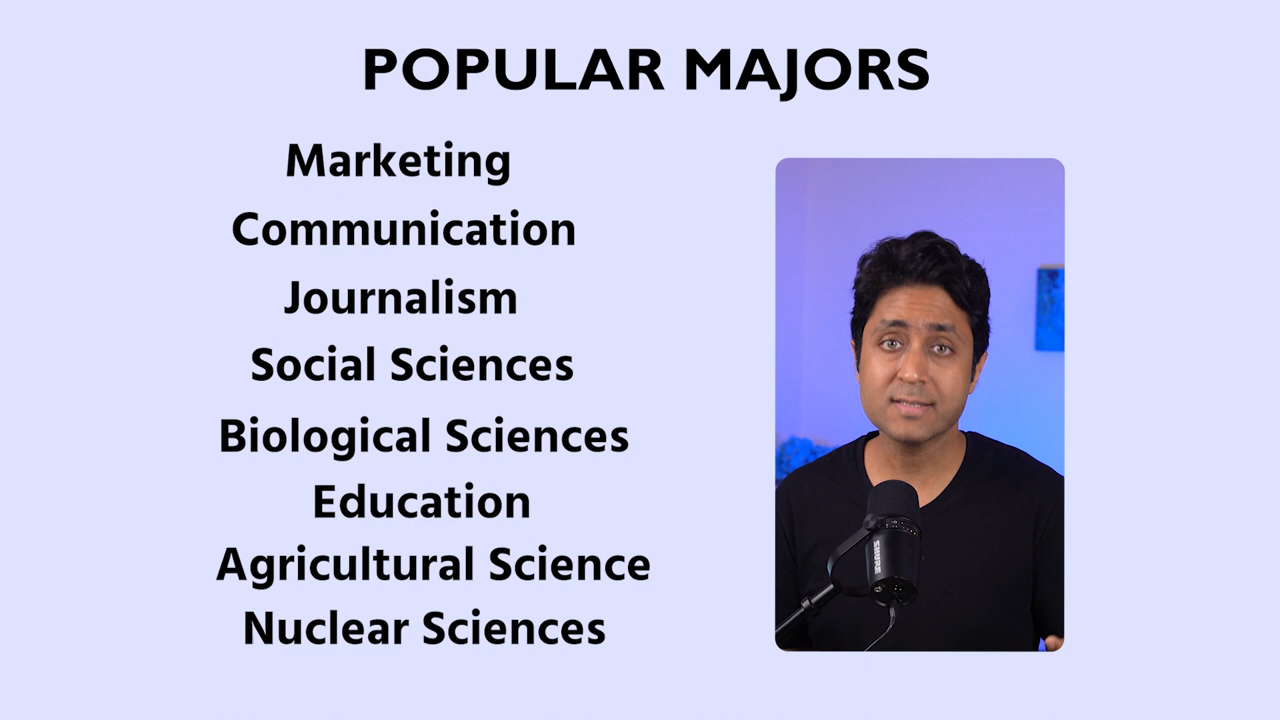 POPULAR MAJORS
Marketing
Communication
Journalism
Social Sciences
Biological Sciences
Education
Agricultural Science
Nuclear Sciences
SHURE